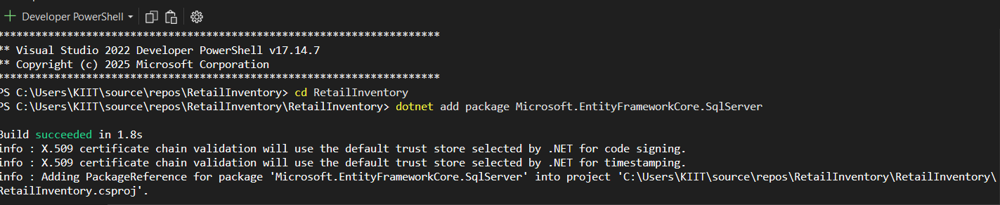 Developer PowerShell
**********************************************************************
** Visual Studio 2022 Developer PowerShell v17.14.7
** Copyright (c) 2025 Microsoft Corporation
**********************************************************************
PS C:\Users\KIIT\source\repos\RetailInventory> cd RetailInventory
PS C:\Users\KIIT\source\repos\RetailInventory\RetailInventory> dotnet add package Microsoft.EntityFrameworkCore.SqlServer
Build succeeded in 1.8s
info : X.509 certificate chain validation will use the default trust store selected by .NET for code signing.
info : X.509 certificate chain validation will use the default trust store selected by .NET for timestamping.
info : Adding PackageReference for package 'Microsoft.EntityFrameworkCore.SqlServer' into project 'C:\Users\KIIT\source\repos\RetailInventory\RetailInventory\
RetailInventory.csproj'.